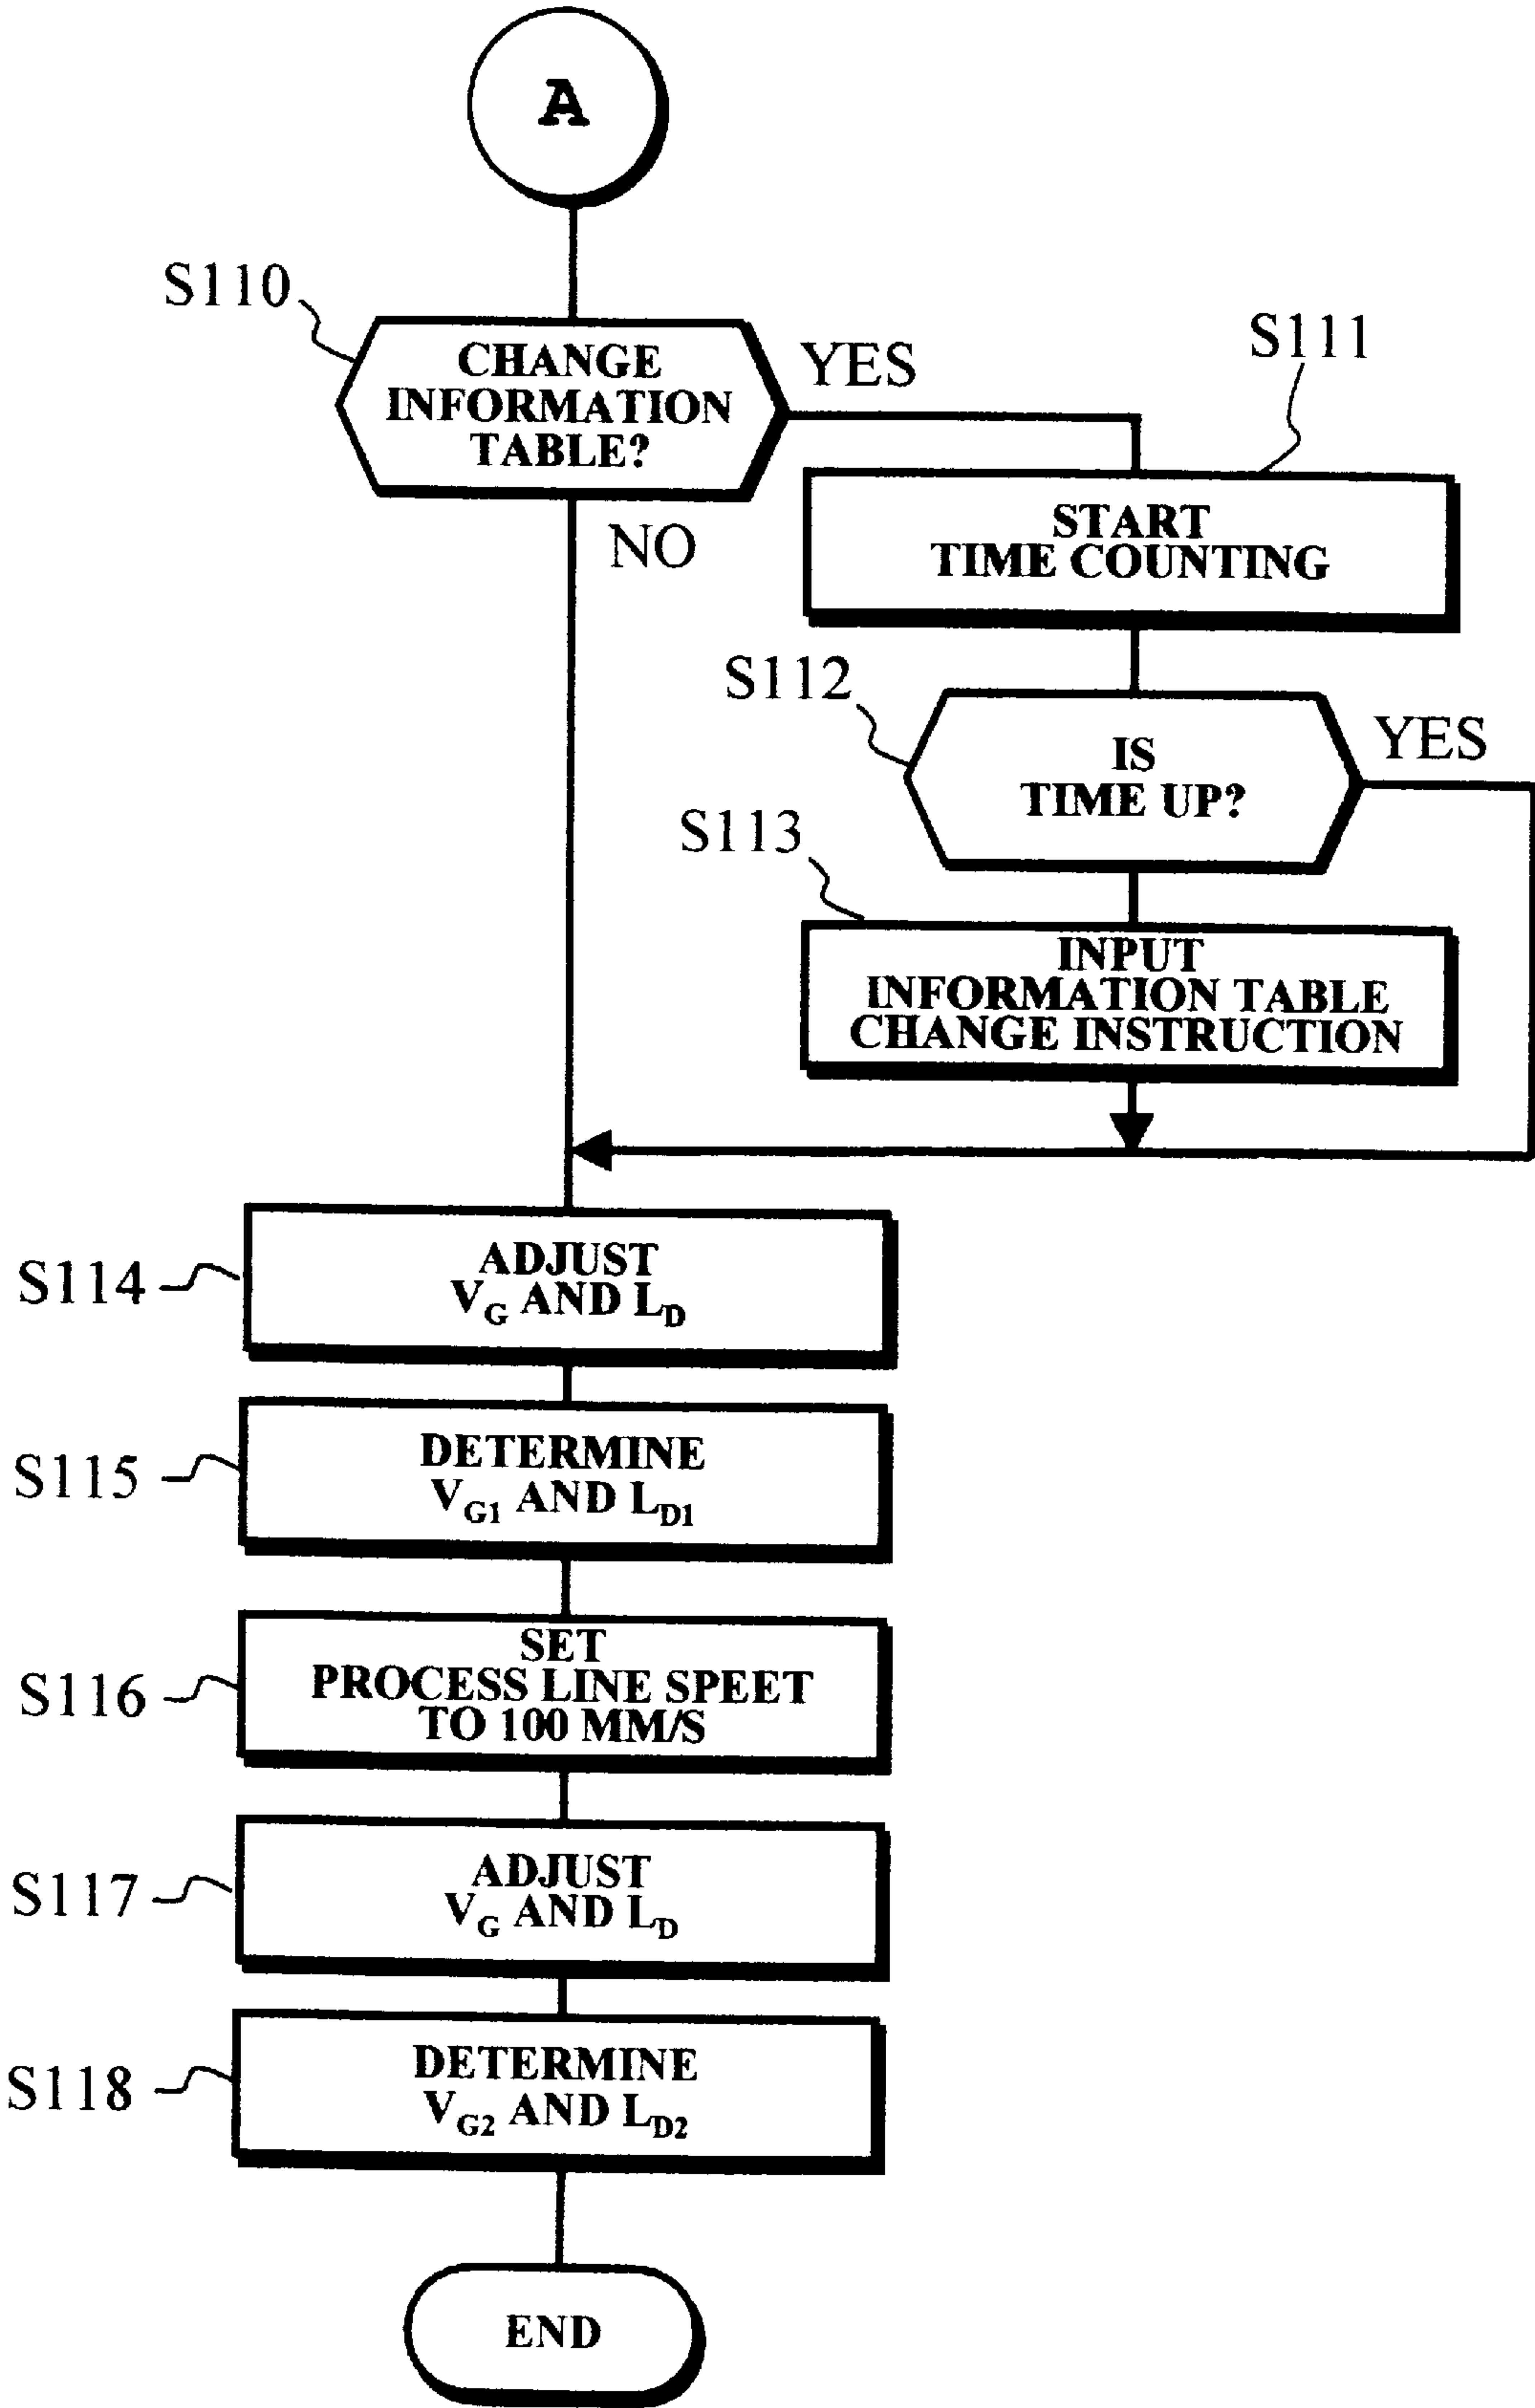 A
S110
CHANGE
INFORMATION
TABLE?
YES
NO
S111
START
TIME COUNTING
S112
IS
TIME UP?
YES
S113
INPUT
INFORMATION TABLE
CHANGE INSTRUCTION
S114
ADJUST
VG AND LD
S115
DETERMINE
VG1 AND LD1
S116
SET
PROCESS LINE SPEET
TO 100 MM/S
S117
ADJUST
VG AND LD
S118
DETERMINE
VG2 AND LD2
END